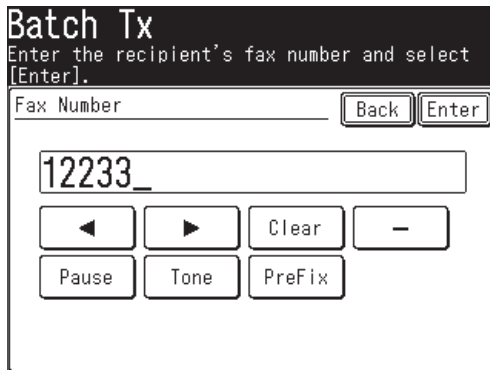 Batch Tx
Enter the recipient's fax number and select
[Enter].
Fax Number
Back
Enter
12233_
◀
▶
Clear
–
Pause
Tone
PreFix